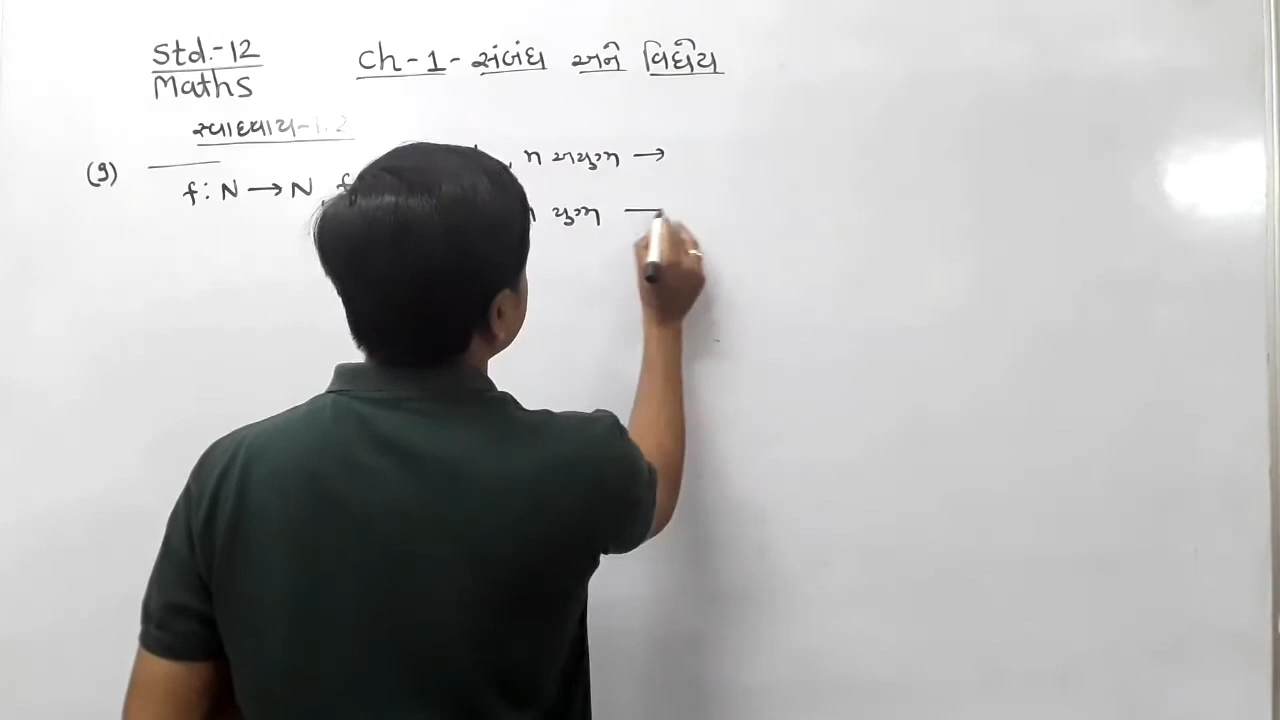 Std.-12
Maths
Ch-1- સંબંધ અને વિધેય
સ્વાધ્યાય-1.2
(9)
, n અયુગ્મ →
f: N → N, f
n યુગ્મ —